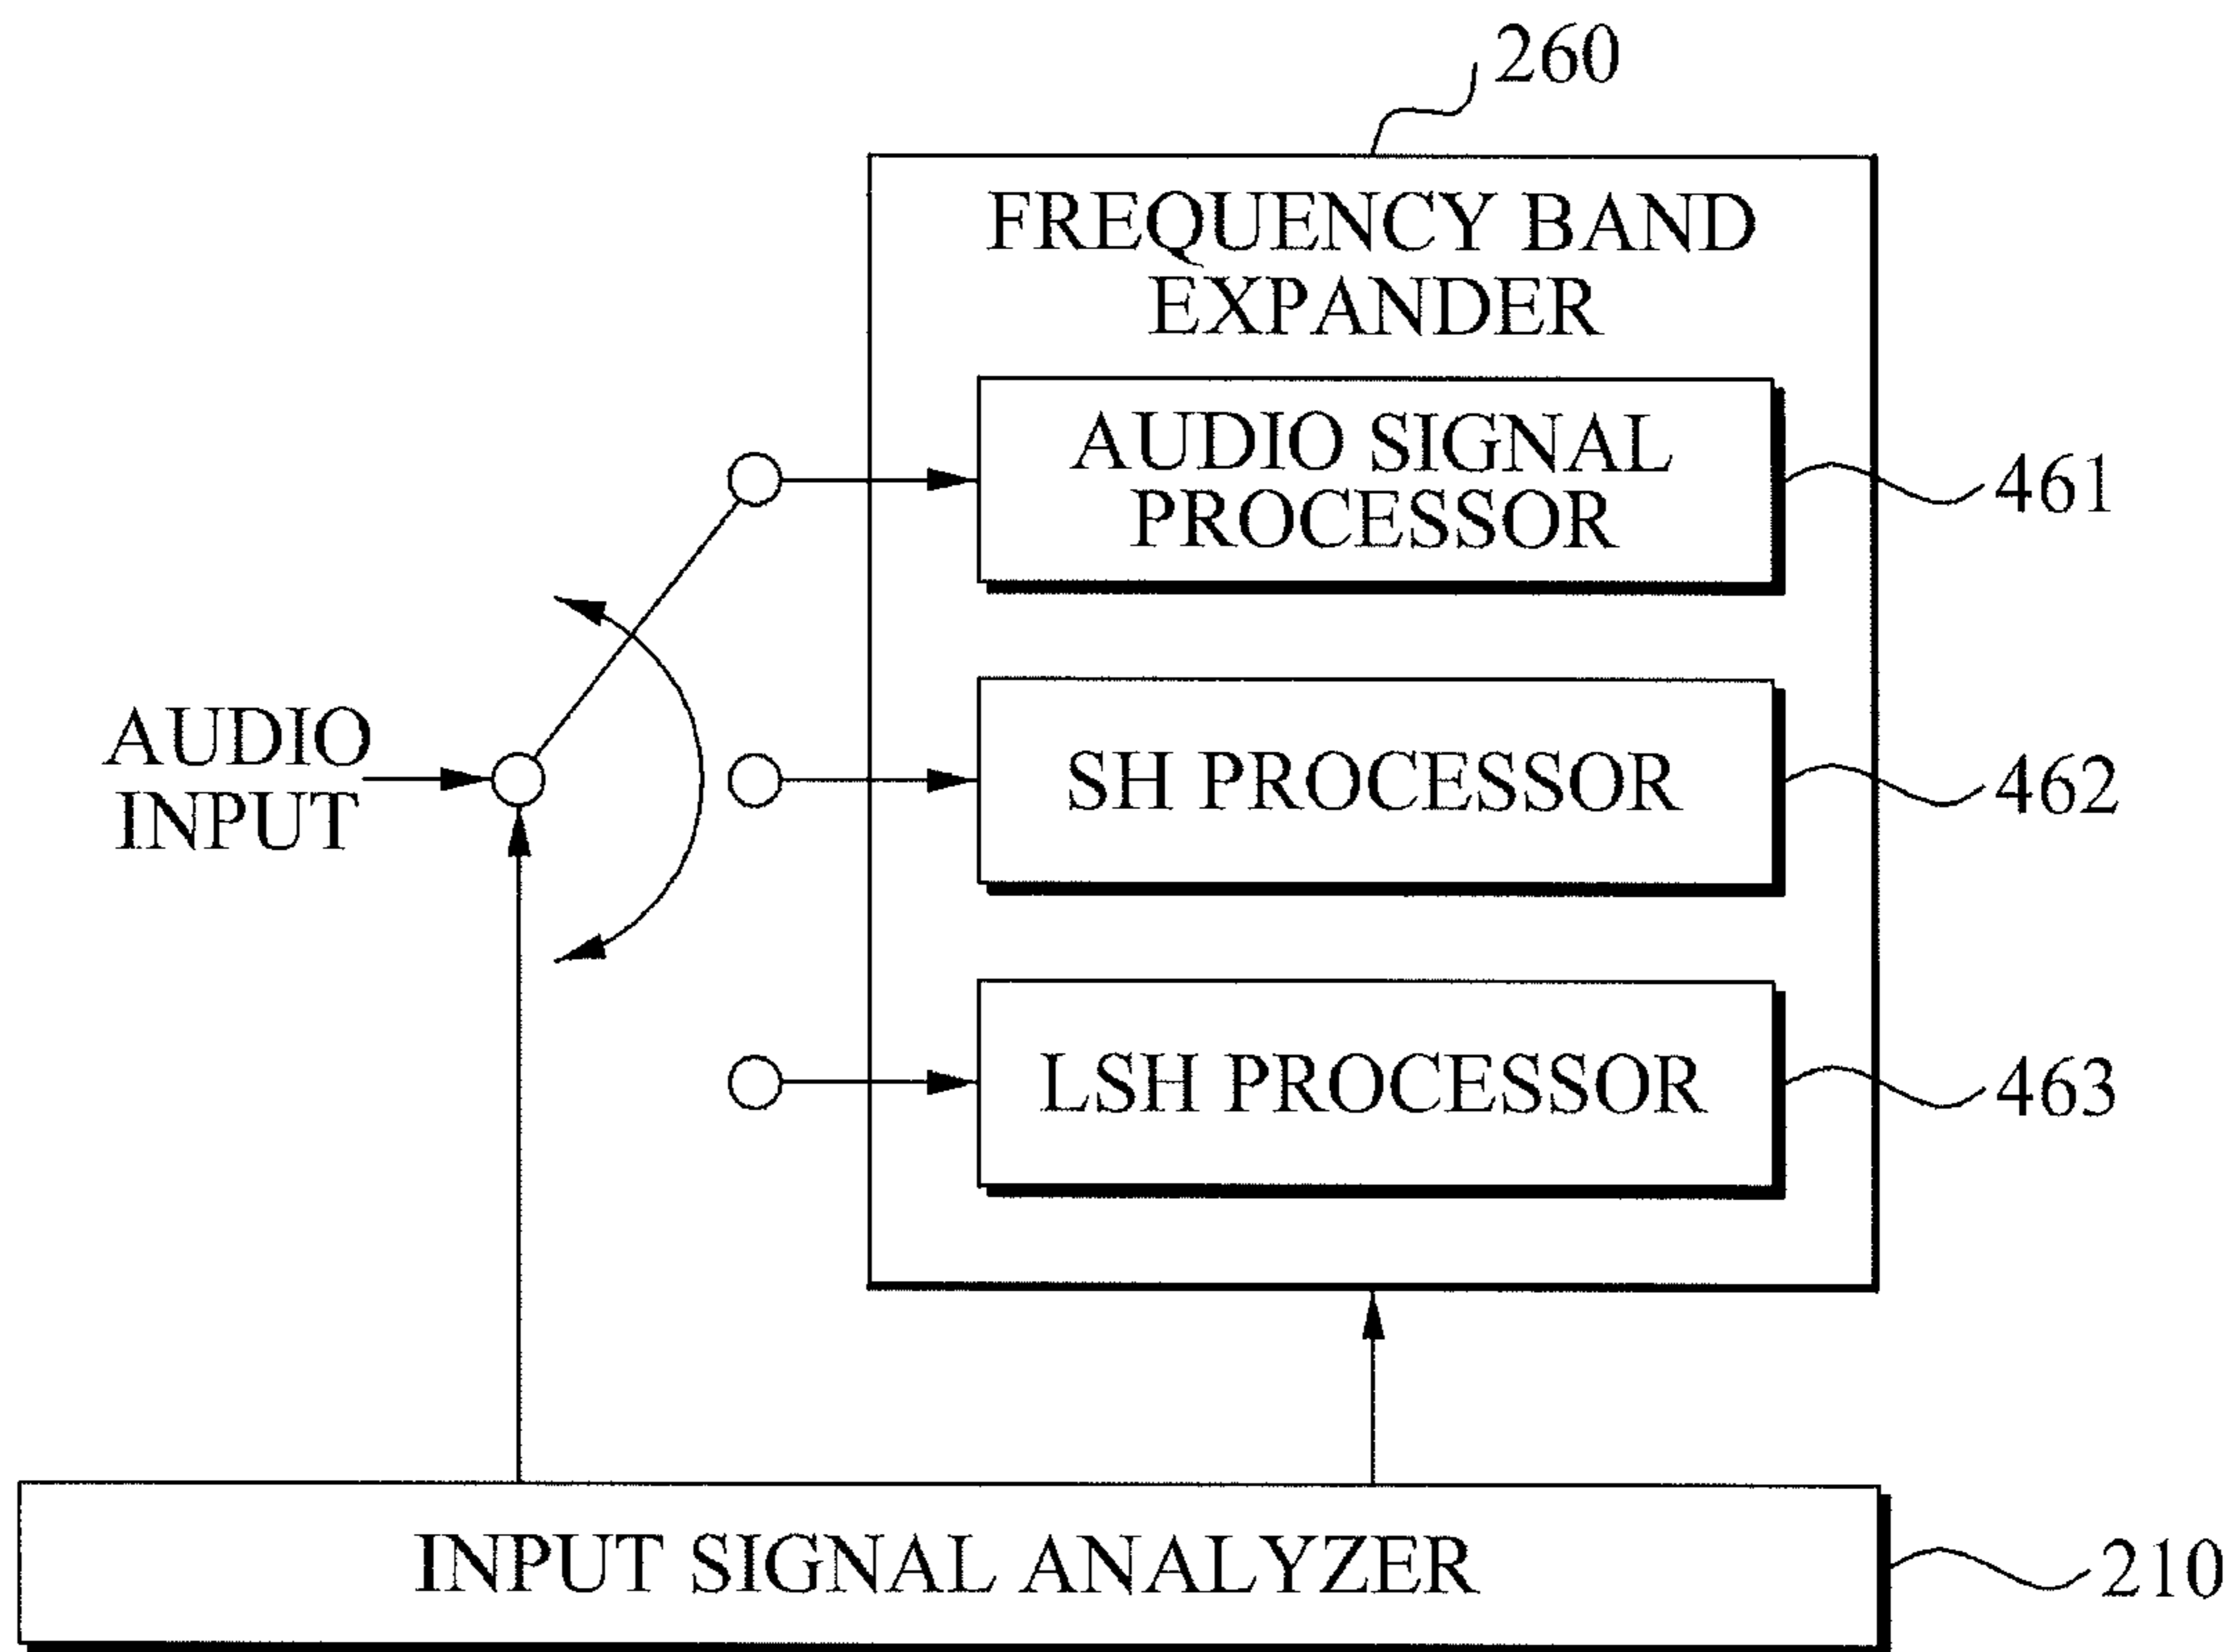 260
FREQUENCY BAND
EXPANDER
AUDIO SIGNAL
PROCESSOR
461
AUDIO
INPUT
SH PROCESSOR
462
LSH PROCESSOR
463
INPUT SIGNAL ANALYZER
210